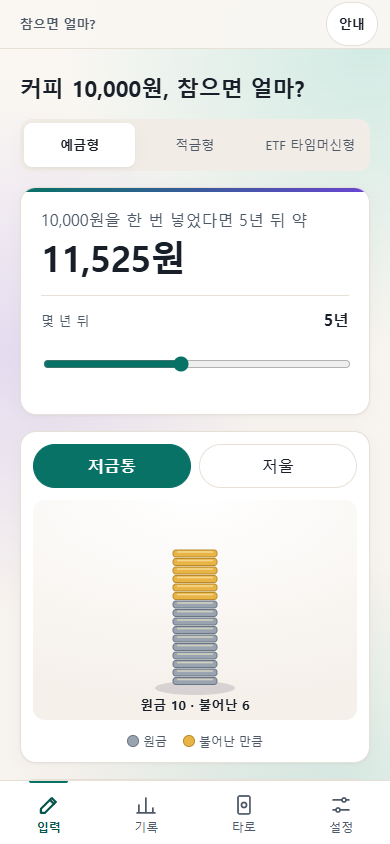 참으면 얼마?
안내
커피 10,000원, 참으면 얼마?
예금형
적금형
ETF 타임머신형
10,000원을 한 번 넣었다면 5년 뒤 약
11,525원
몇 년 뒤
5년
저금통
저울
원금 10 · 불어난 6
원금
불어난 만큼
입력
기록
타로
설정